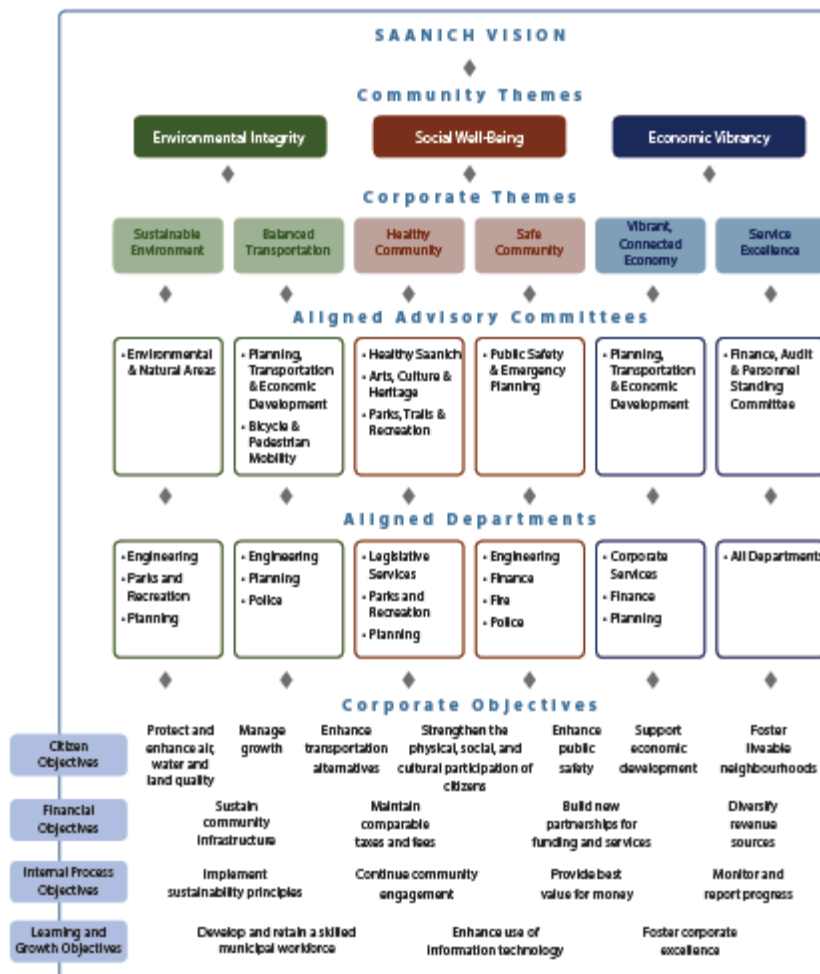 SAANICH VISION
Community Themes
Environmental Integrity
Social Well-Being
Economic Vibrancy
Corporate Themes
Sustainable
Environment
Balanced
Transportation
Healthy
Community
Safe
Community
Vibrant,
Connected
Economy
Service
Excellence
Aligned Advisory Committees
• Environmental
& Natural Areas
• Planning,
Transportation
& Economic
Development
• Bicycle &
Pedestrian
Mobility
• Healthy Saanich
• Arts, Culture &
Heritage
• Parks, Trails &
Recreation
• Public Safety
& Emergency
Planning
• Planning,
Transportation
& Economic
Development
• Finance, Audit
& Personnel
Standing
Committee
Aligned Departments
• Engineering
• Parks and
Recreation
• Planning
• Engineering
• Planning
• Police
• Legislative
Services
• Parks and
Recreation
• Planning
• Engineering
• Finance
• Fire
• Police
• Corporate
Services
• Finance
• Planning
• All Departments
Corporate Objectives
Citizen
Objectives
Protect and
enhance air,
water and
land quality
Manage
growth
Enhance
transportation
alternatives
Strengthen the
physical, social, and
cultural participation of
citizens
Enhance
public
safety
Support
economic
development
Foster
liveable
neighbourhoods
Financial
Objectives
Sustain
community
infrastructure
Maintain
comparable
taxes and fees
Build new
partnerships for
funding and services
Diversify
revenue
sources
Internal Process
Objectives
Implement
sustainability principles
Continue community
engagement
Provide best
value for money
Monitor and
report progress
Learning and
Growth Objectives
Develop and retain a skilled
municipal workforce
Enhance use of
information technology
Foster corporate
excellence